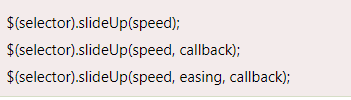 $(selector).slideUp(speed);
$(selector).slideUp(speed, callback);
$(selector).slideUp(speed, easing, callback);